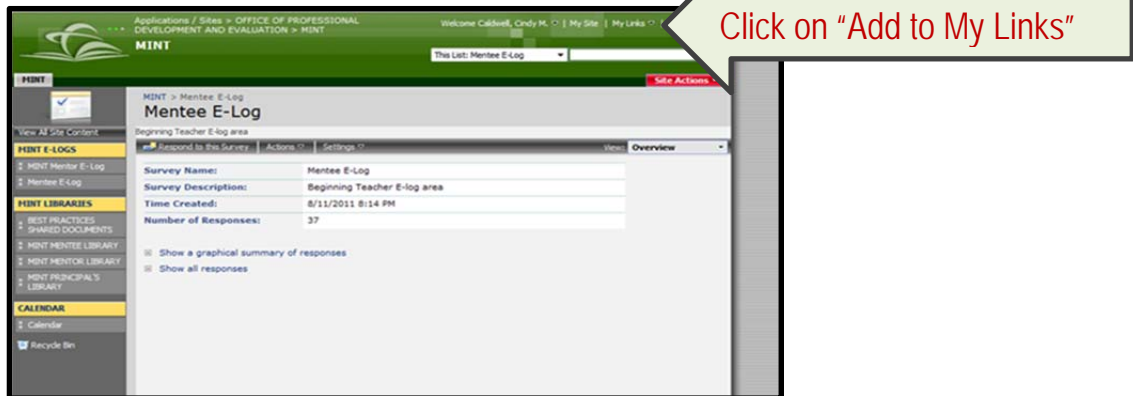 Click on “Add to My Links”
Applications / Sites > OFFICE OF PROFESSIONAL
DEVELOPMENT AND EVALUATION > MINT
Welcome Caldwell, Cindy M. | My Site | My Links
MINT
This List: Mentee E-Log
MINT
Site Actions
MINT > Mentee E-Log
Mentee E-Log
View All Site Content
Beginning Teacher E-log area
MINT E-LOGS
Respond to this Survey | Actions | Settings
View: Overview
MINT Mentor E-Log
Mentee E-Log
Survey Name: Mentee E-Log
Survey Description: Beginning Teacher E-log area
Time Created: 8/11/2011 8:14 PM
Number of Responses: 37
MINT LIBRARIES
BEST PRACTICES
SHARED DOCUMENTS
MINT MENTEE LIBRARY
MINT MENTOR LIBRARY
MINT PRINCIPAL'S
LIBRARY
Show a graphical summary of responses
Show all responses
CALENDAR
Calendar
Recycle Bin